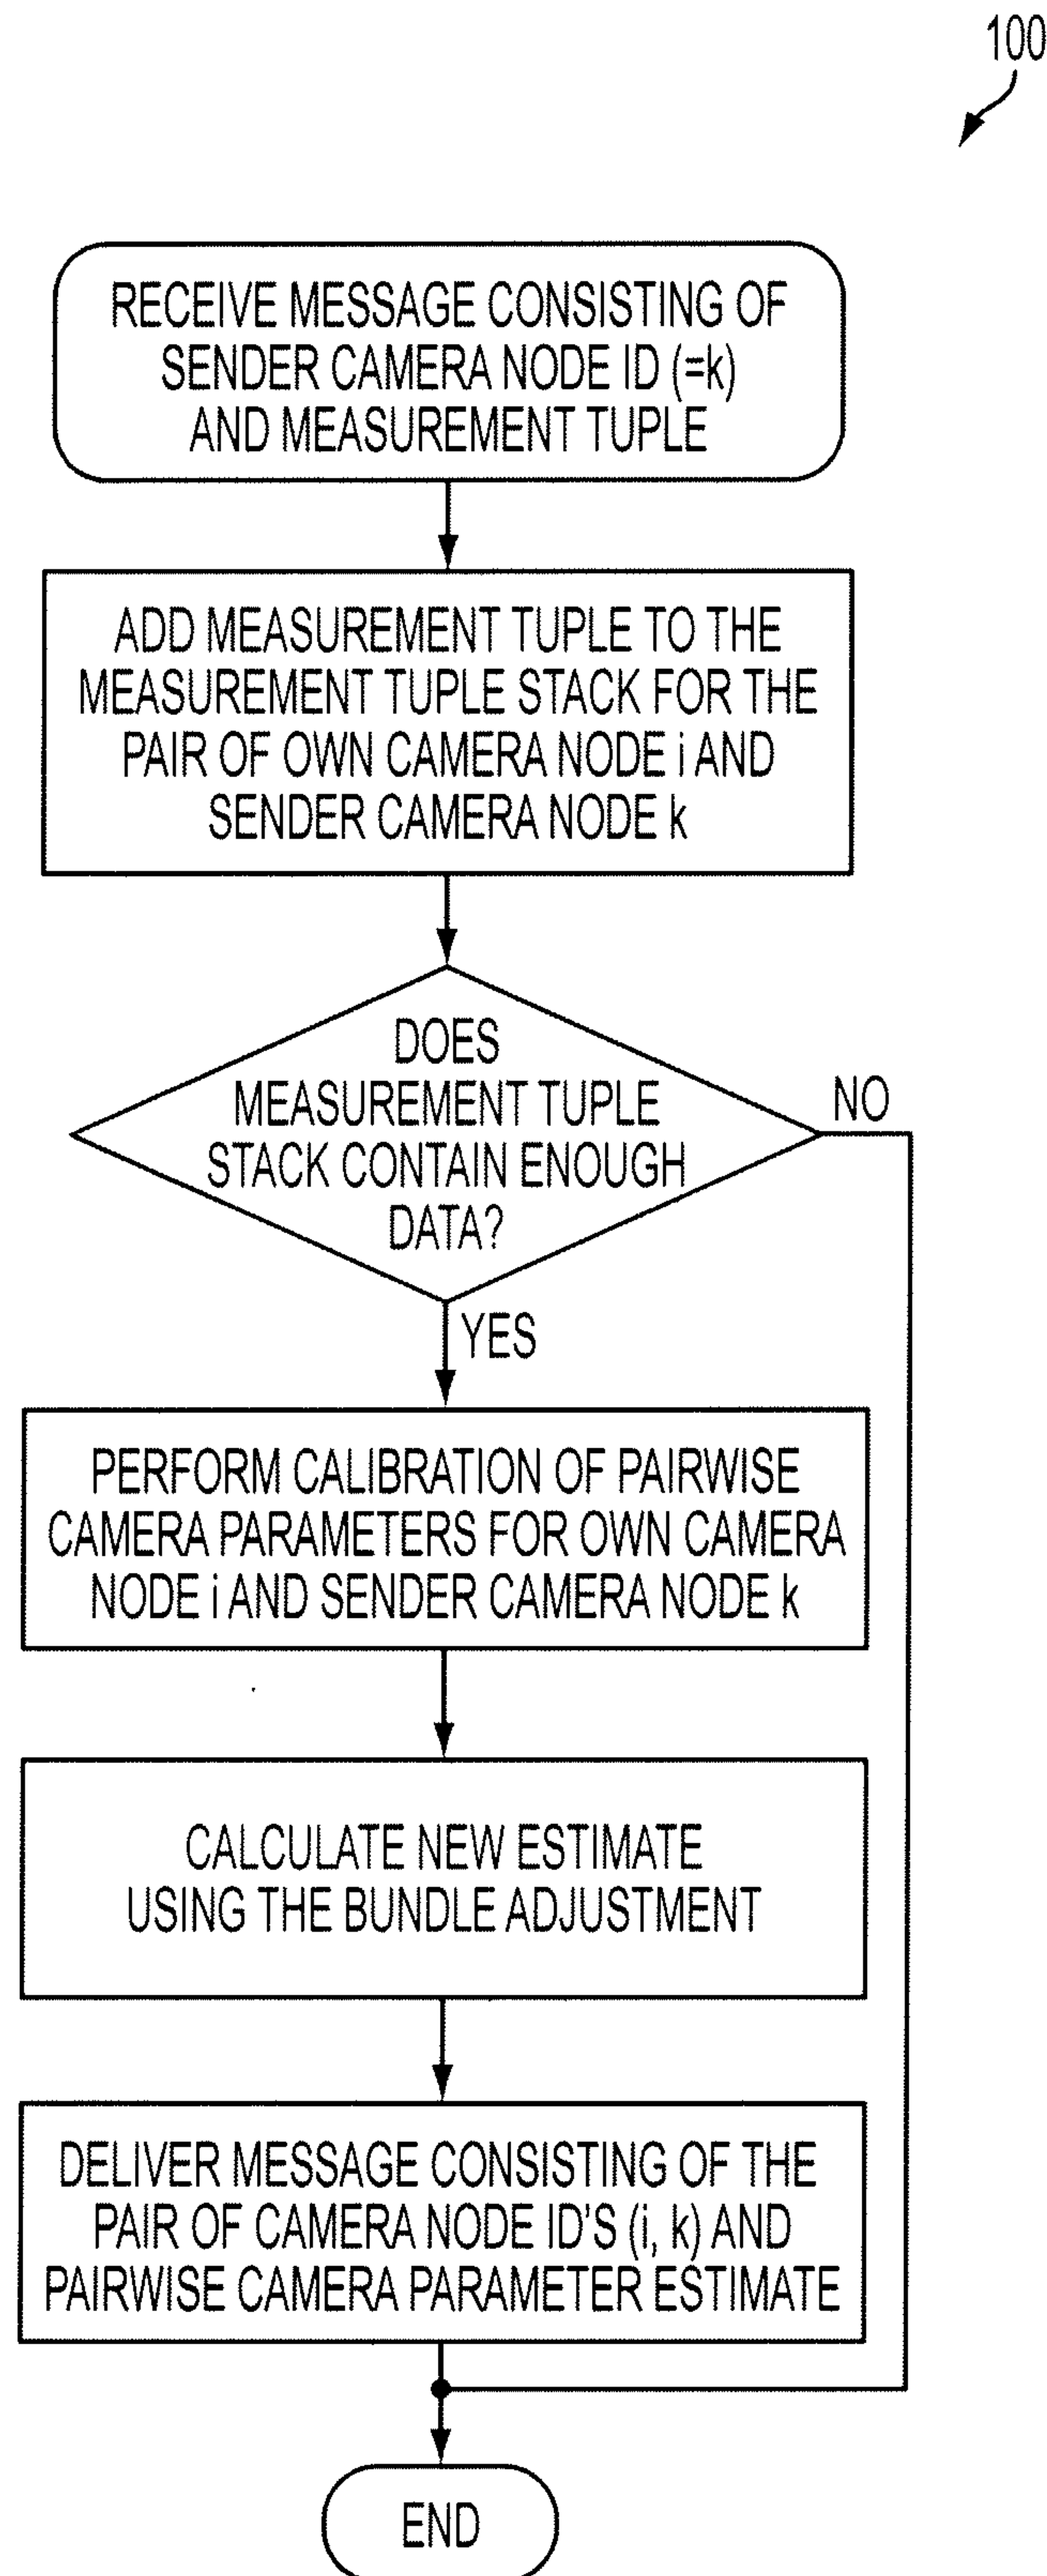 100
RECEIVE MESSAGE CONSISTING OF
SENDER CAMERA NODE ID (=k)
AND MEASUREMENT TUPLE
ADD MEASUREMENT TUPLE TO THE
MEASUREMENT TUPLE STACK FOR THE
PAIR OF OWN CAMERA NODE i AND
SENDER CAMERA NODE k
DOES
MEASUREMENT TUPLE
STACK CONTAIN ENOUGH
DATA?
NO
YES
PERFORM CALIBRATION OF PAIRWISE
CAMERA PARAMETERS FOR OWN CAMERA
NODE i AND SENDER CAMERA NODE k
CALCULATE NEW ESTIMATE
USING THE BUNDLE ADJUSTMENT
DELIVER MESSAGE CONSISTING OF THE
PAIR OF CAMERA NODE ID'S (i, k) AND
PAIRWISE CAMERA PARAMETER ESTIMATE
END